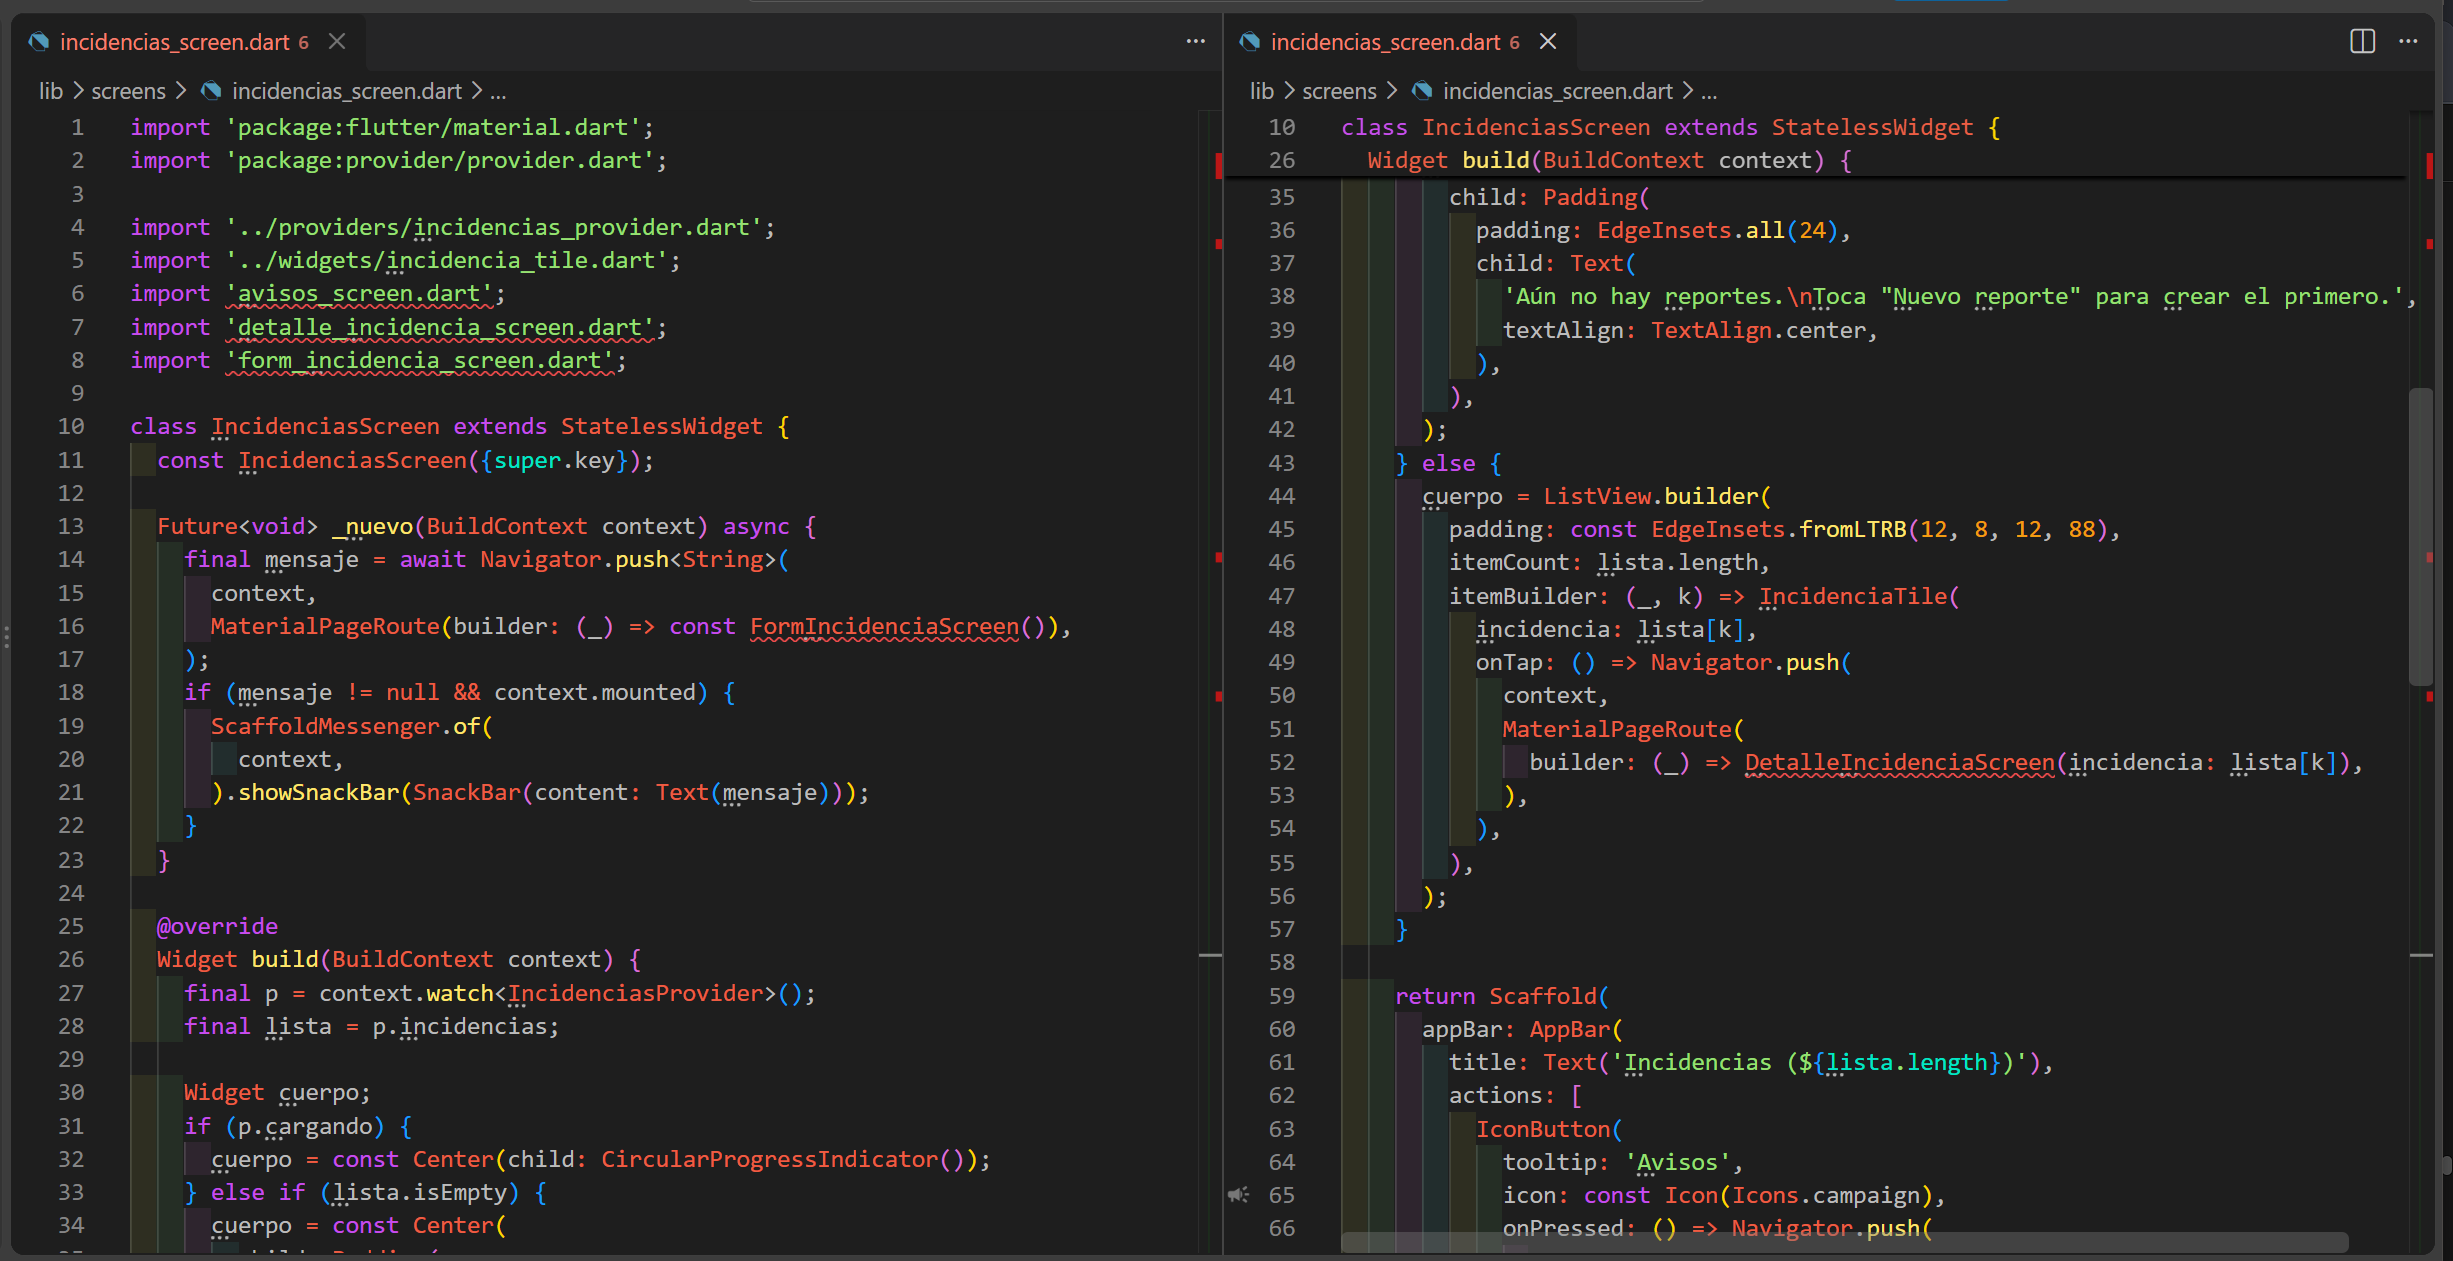 incidencias_screen.dart 6
lib > screens > incidencias_screen.dart > ...
1 import 'package:flutter/material.dart';
2 import 'package:provider/provider.dart';
3
4 import '../providers/incidencias_provider.dart';
5 import '../widgets/incidencia_tile.dart';
6 import 'avisos_screen.dart';
7 import 'detalle_incidencia_screen.dart';
8 import 'form_incidencia_screen.dart';
9
10 class IncidenciasScreen extends StatelessWidget {
11 const IncidenciasScreen({super.key});
12
13 Future<void> _nuevo(BuildContext context) async {
14 final mensaje = await Navigator.push<String>(
15 context,
16 MaterialPageRoute(builder: (_) => const FormIncidenciaScreen()),
17 );
18 if (mensaje != null && context.mounted) {
19 ScaffoldMessenger.of(
20 context,
21 ).showSnackBar(SnackBar(content: Text(mensaje)));
22 }
23 }
24
25 @override
26 Widget build(BuildContext context) {
27 final p = context.watch<IncidenciasProvider>();
28 final lista = p.incidencias;
29
30 Widget cuerpo;
31 if (p.cargando) {
32 cuerpo = const Center(child: CircularProgressIndicator());
33 } else if (lista.isEmpty) {
34 cuerpo = const Center(
incidencias_screen.dart 6
lib > screens > incidencias_screen.dart > ...
10 class IncidenciasScreen extends StatelessWidget {
26 Widget build(BuildContext context) {
35 child: Padding(
36 padding: EdgeInsets.all(24),
37 child: Text(
38 'Aún no hay reportes.\nToca "Nuevo reporte" para crear el primero.',
39 textAlign: TextAlign.center,
40 ),
41 ),
42 );
43 } else {
44 cuerpo = ListView.builder(
45 padding: const EdgeInsets.fromLTRB(12, 8, 12, 88),
46 itemCount: lista.length,
47 itemBuilder: (_, k) => IncidenciaTile(
48 incidencia: lista[k],
49 onTap: () => Navigator.push(
50 context,
51 MaterialPageRoute(
52 builder: (_) => DetalleIncidenciaScreen(incidencia: lista[k]),
53 ),
54 ),
55 ),
56 );
57 }
58
59 return Scaffold(
60 appBar: AppBar(
61 title: Text('Incidencias (${lista.length})'),
62 actions: [
63 IconButton(
64 tooltip: 'Avisos',
65 icon: const Icon(Icons.campaign),
66 onPressed: () => Navigator.push(